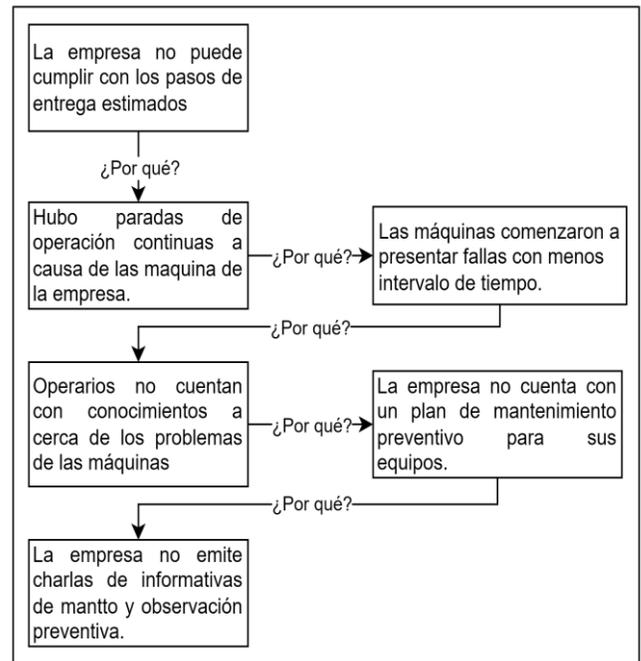 La empresa no puede
cumplir con los pasos de
entrega estimados
¿Por qué?
Hubo paradas de
operación continuas a
causa de las maquina de
la empresa.
¿Por qué?
Las máquinas comenzaron a
presentar fallas con menos
intervalo de tiempo.
¿Por qué?
Operarios no cuentan
con conocimientos a
cerca de los problemas
de las máquinas
¿Por qué?
La empresa no cuenta con
un plan de mantenimiento
preventivo para sus
equipos.
¿Por qué?
La empresa no emite
charlas de informativas
de mantto y observación
preventiva.